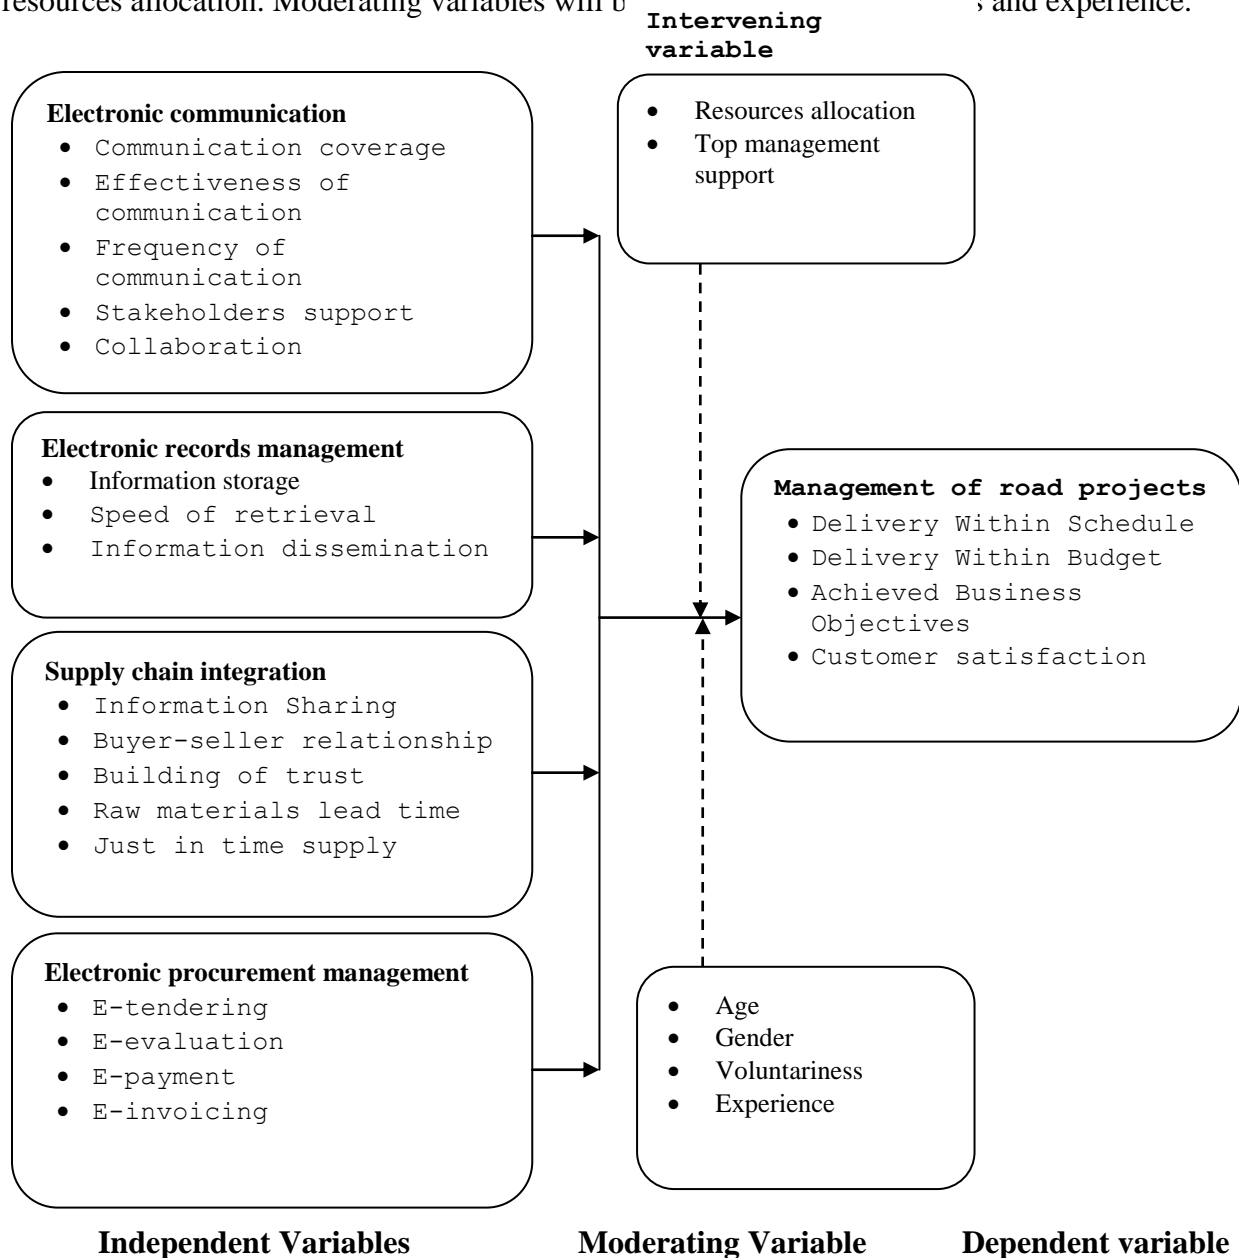 resources allocation. Moderating variables will b
s and experience.
Intervening
variable
Electronic communication
• Communication coverage
• Effectiveness of
communication
• Frequency of
communication
• Stakeholders support
• Collaboration
• Resources allocation
• Top management
support
Electronic records management
• Information storage
• Speed of retrieval
• Information dissemination
Management of road projects
• Delivery Within Schedule
• Delivery Within Budget
• Achieved Business
Objectives
• Customer satisfaction
Supply chain integration
• Information Sharing
• Buyer-seller relationship
• Building of trust
• Raw materials lead time
• Just in time supply
Electronic procurement management
• E-tendering
• E-evaluation
• E-payment
• E-invoicing
• Age
• Gender
• Voluntariness
• Experience
Independent Variables
Moderating Variable
Dependent variable